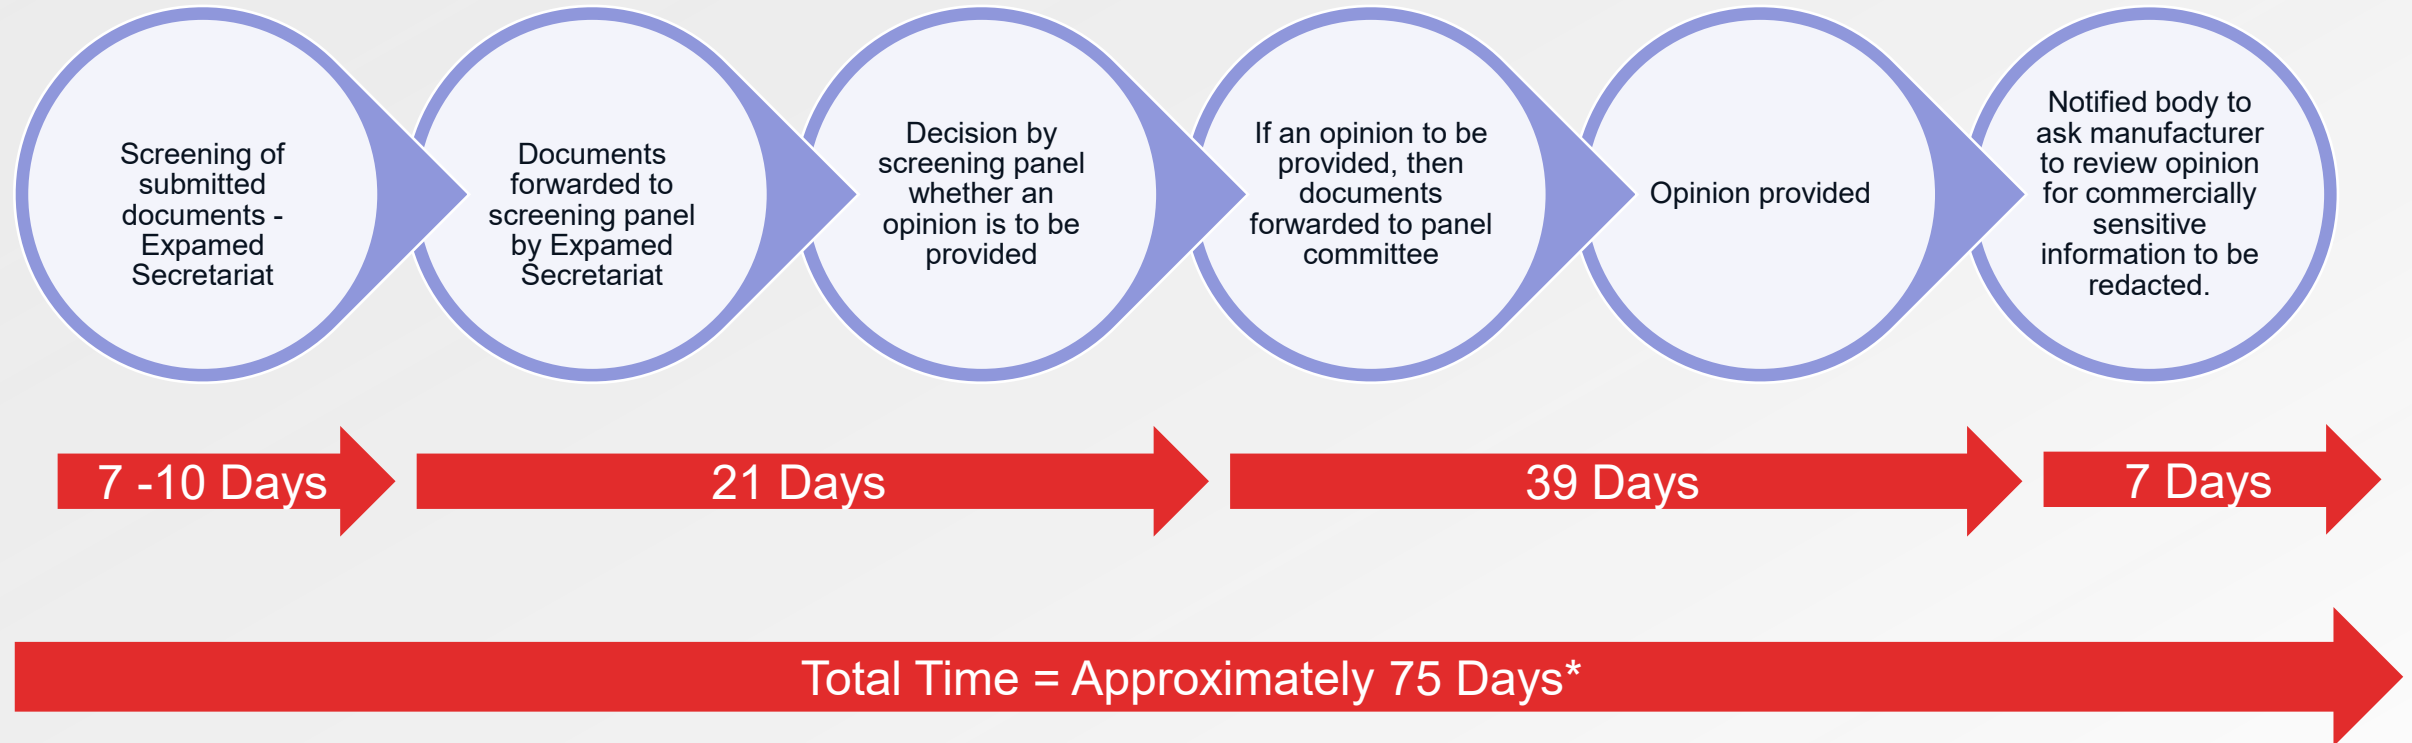 Screening of
submitted
documents -
Expamed
Secretariat
Documents
forwarded to
screening panel
by Expamed
Secretariat
Decision by
screening panel
whether an
opinion is to be
provided
If an opinion to be
provided, then
documents
forwarded to panel
committee
Opinion provided
Notified body to
ask manufacturer
to review opinion
for commercially
sensitive
information to be
redacted.
7 -10 Days
21 Days
39 Days
7 Days
Total Time = Approximately 75 Days*